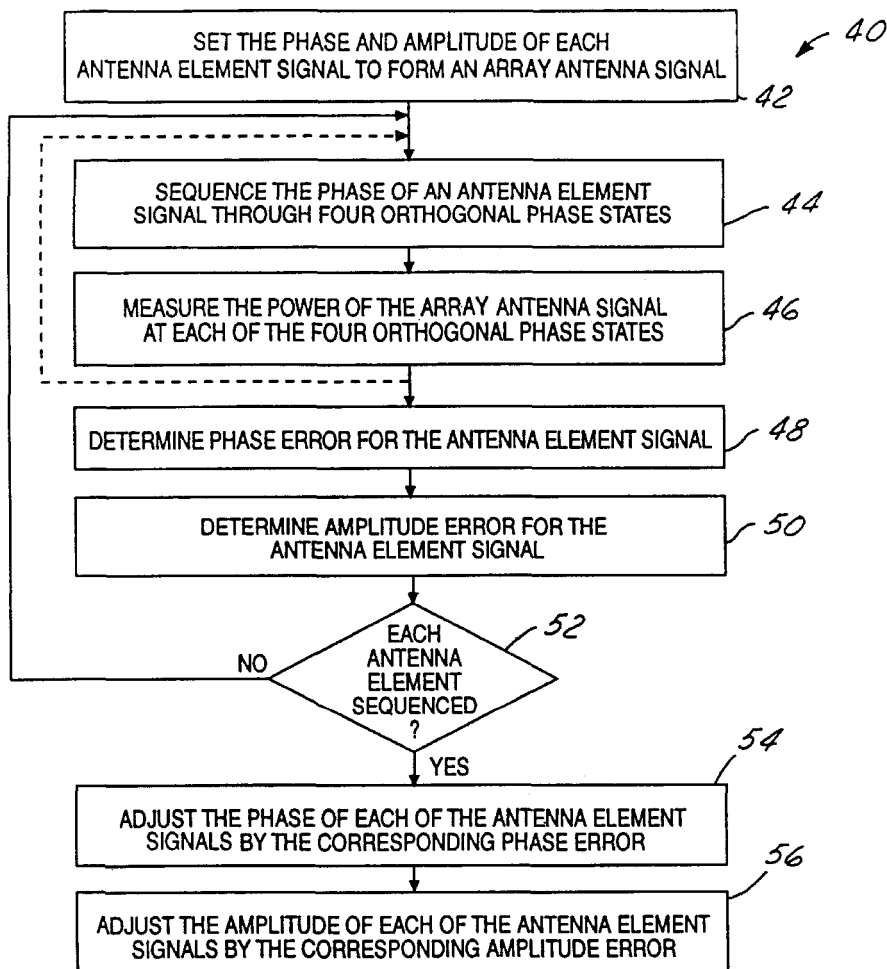 40
SET THE PHASE AND AMPLITUDE OF EACH
ANTENNA ELEMENT SIGNAL TO FORM AN ARRAY ANTENNA SIGNAL
42
SEQUENCE THE PHASE OF AN ANTENNA ELEMENT
SIGNAL THROUGH FOUR ORTHOGONAL PHASE STATES
44
MEASURE THE POWER OF THE ARRAY ANTENNA SIGNAL
AT EACH OF THE FOUR ORTHOGONAL PHASE STATES
46
DETERMINE PHASE ERROR FOR THE ANTENNA ELEMENT SIGNAL
48
DETERMINE AMPLITUDE ERROR FOR THE
ANTENNA ELEMENT SIGNAL
50
52
EACH
ANTENNA
ELEMENT
SEQUENCED
?
NO
YES
54
ADJUST THE PHASE OF EACH OF THE ANTENNA ELEMENT
SIGNALS BY THE CORRESPONDING PHASE ERROR
56
ADJUST THE AMPLITUDE OF EACH OF THE ANTENNA ELEMENT
SIGNALS BY THE CORRESPONDING AMPLITUDE ERROR